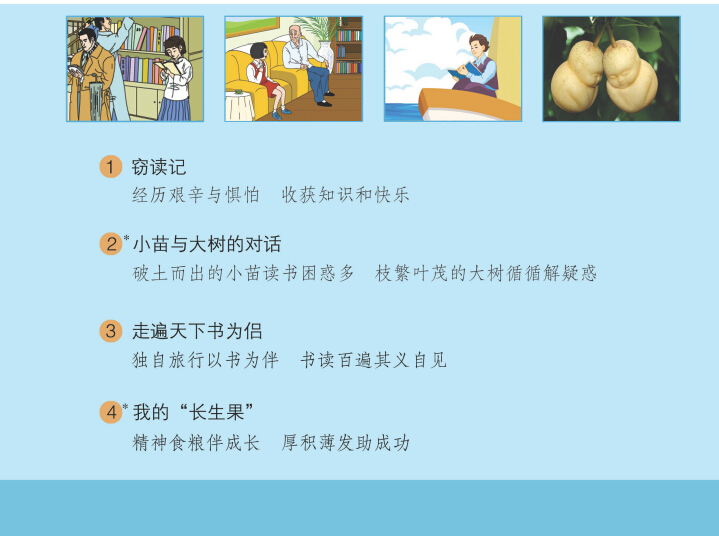 1 窃读记
经历艰辛与惧怕 收获知识和快乐
2 *小苗与大树的对话
破土而出的小苗读书困惑多 枝繁叶茂的大树循循解疑惑
3 走遍天下书为侣
独自旅行以书为伴 书读百遍其义自见
4 *我的“长生果”
精神食粮伴成长 厚积薄发助成功